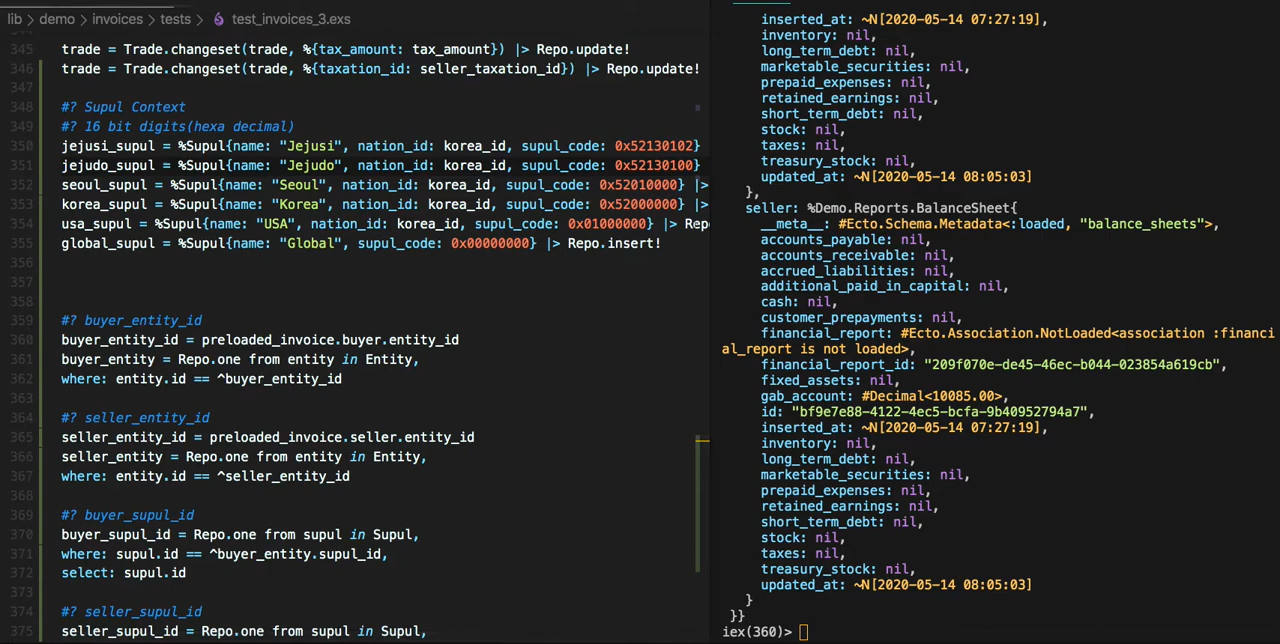 lib > demo > invoices > tests > test_invoices_3.exs
345 trade = Trade.changeset(trade, %{tax_amount: tax_amount}) |> Repo.update!
346 trade = Trade.changeset(trade, %{taxation_id: seller_taxation_id}) |> Repo.update!
347
348 #? Supul Context
349 #? 16 bit digits(hexa decimal)
350 jejusi_supul = %Supul{name: "Jejusi", nation_id: korea_id, supul_code: 0x52130102}
351 jejudo_supul = %Supul{name: "Jejudo", nation_id: korea_id, supul_code: 0x52130100}
352 seoul_supul = %Supul{name: "Seoul", nation_id: korea_id, supul_code: 0x52010000} |>
353 korea_supul = %Supul{name: "Korea", nation_id: korea_id, supul_code: 0x52000000} |>
354 usa_supul = %Supul{name: "USA", nation_id: korea_id, supul_code: 0x01000000} |> Repo
355 global_supul = %Supul{name: "Global", supul_code: 0x00000000} |> Repo.insert!
356
357
358
359 #? buyer_entity_id
360 buyer_entity_id = preloaded_invoice.buyer.entity_id
361 buyer_entity = Repo.one from entity in Entity,
362 where: entity.id == ^buyer_entity_id
363
364 #? seller_entity_id
365 seller_entity_id = preloaded_invoice.seller.entity_id
366 seller_entity = Repo.one from entity in Entity,
367 where: entity.id == ^seller_entity_id
368
369 #? buyer_supul_id
370 buyer_supul_id = Repo.one from supul in Supul,
371 where: supul.id == ^buyer_entity.supul_id,
372 select: supul.id
373
374 #? seller_supul_id
375 seller_supul_id = Repo.one from supul in Supul,
inserted_at: ~N[2020-05-14 07:27:19],
inventory: nil,
long_term_debt: nil,
marketable_securities: nil,
prepaid_expenses: nil,
retained_earnings: nil,
short_term_debt: nil,
stock: nil,
taxes: nil,
treasury_stock: nil,
updated_at: ~N[2020-05-14 08:05:03]
},
seller: %Demo.Reports.BalanceSheet{
__meta__: #Ecto.Schema.Metadata<:loaded, "balance_sheets">,
accounts_payable: nil,
accounts_receivable: nil,
accrued_liabilities: nil,
additional_paid_in_capital: nil,
cash: nil,
customer_prepayments: nil,
financial_report: #Ecto.Association.NotLoaded<association :financi
al_report is not loaded>,
financial_report_id: "209f070e-de45-46ec-b044-023854a619cb",
fixed_assets: nil,
gab_account: #Decimal<10085.00>,
id: "bf9e7e88-4122-4ec5-bcfa-9b40952794a7",
inserted_at: ~N[2020-05-14 07:27:19],
inventory: nil,
long_term_debt: nil,
marketable_securities: nil,
prepaid_expenses: nil,
retained_earnings: nil,
short_term_debt: nil,
stock: nil,
taxes: nil,
treasury_stock: nil,
updated_at: ~N[2020-05-14 08:05:03]
}
}}
iex(360)>